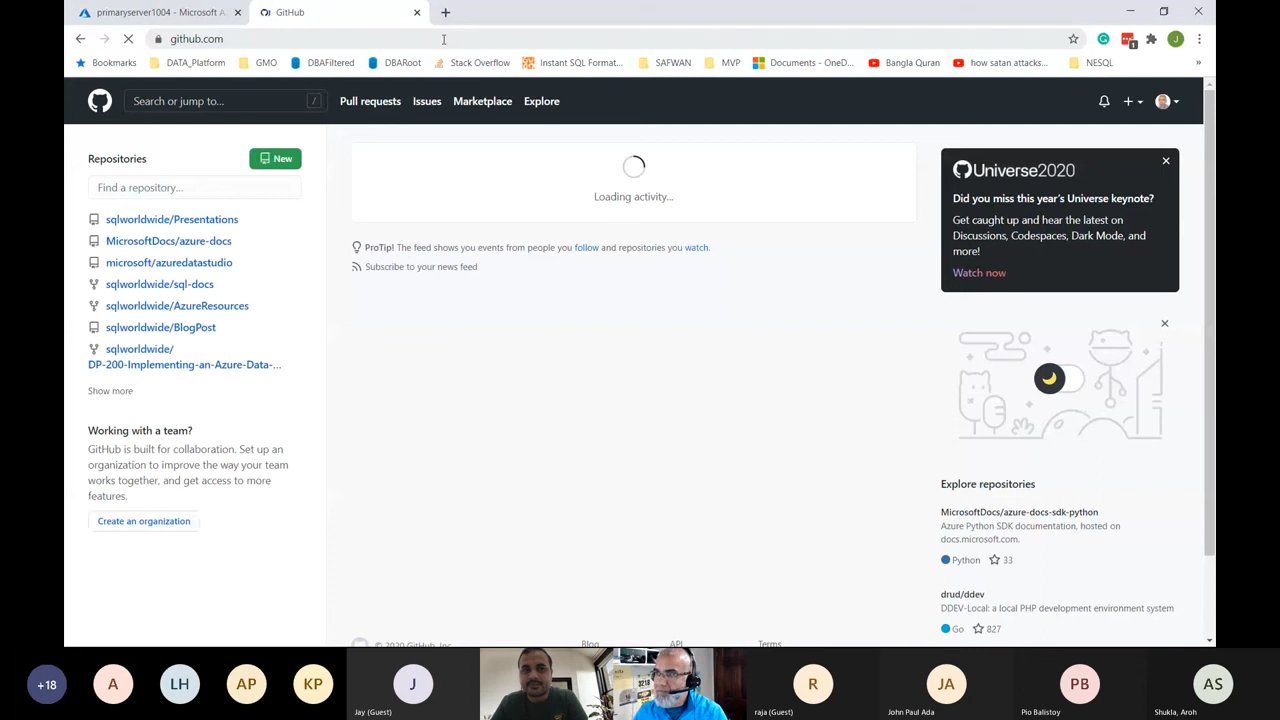 primaryserver1004 - Microsoft A
GitHub
github.com
1
J
Bookmarks
DATA_Platform
GMO
DBAFiltered
DBARoot
Stack Overflow
Instant SQL Format...
SAFWAN
MVP
Documents - OneD...
Bangla Quran
how satan attacks...
NESQL
»
Search or jump to...
/
Pull requests
Issues
Marketplace
Explore
Repositories
New
Find a repository...
sqlworldwide/Presentations
MicrosoftDocs/azure-docs
microsoft/azuredatastudio
sqlworldwide/sql-docs
sqlworldwide/AzureResources
sqlworldwide/BlogPost
sqlworldwide/
DP-200-Implementing-an-Azure-Data-...
Show more
Working with a team?
GitHub is built for collaboration. Set up an
organization to improve the way your team
works together, and get access to more
features.
Create an organization
Loading activity...
ProTip! The feed shows you events from people you follow and repositories you watch.
Subscribe to your news feed
© 2020 GitHub, Inc.
Blog
API
Terms
Universe2020
Did you miss this year's Universe keynote?
Get caught up and hear the latest on
Discussions, Codespaces, Dark Mode, and
more!
Watch now
Explore repositories
MicrosoftDocs/azure-docs-sdk-python
Azure Python SDK documentation, hosted on
docs.microsoft.com.
Python
33
drud/ddev
DDEV-Local: a local PHP development environment system
Go
827
+18
A
LH
AP
KP
J
Jay (Guest)
R
raja (Guest)
JA
John Paul Ada
PB
Pio Balistoy
AS
Shukla, Aroh